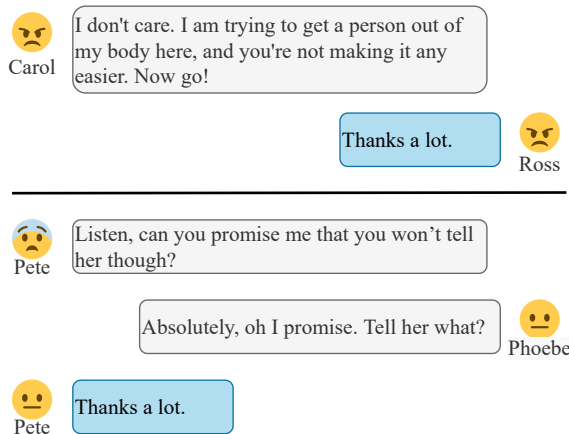 I don't care. I am trying to get a person out of
my body here, and you're not making it any
easier. Now go!
Carol
Thanks a lot.
Ross
Listen, can you promise me that you won’t tell
her though?
Pete
Absolutely, oh I promise. Tell her what?
Phoebe
Thanks a lot.
Pete